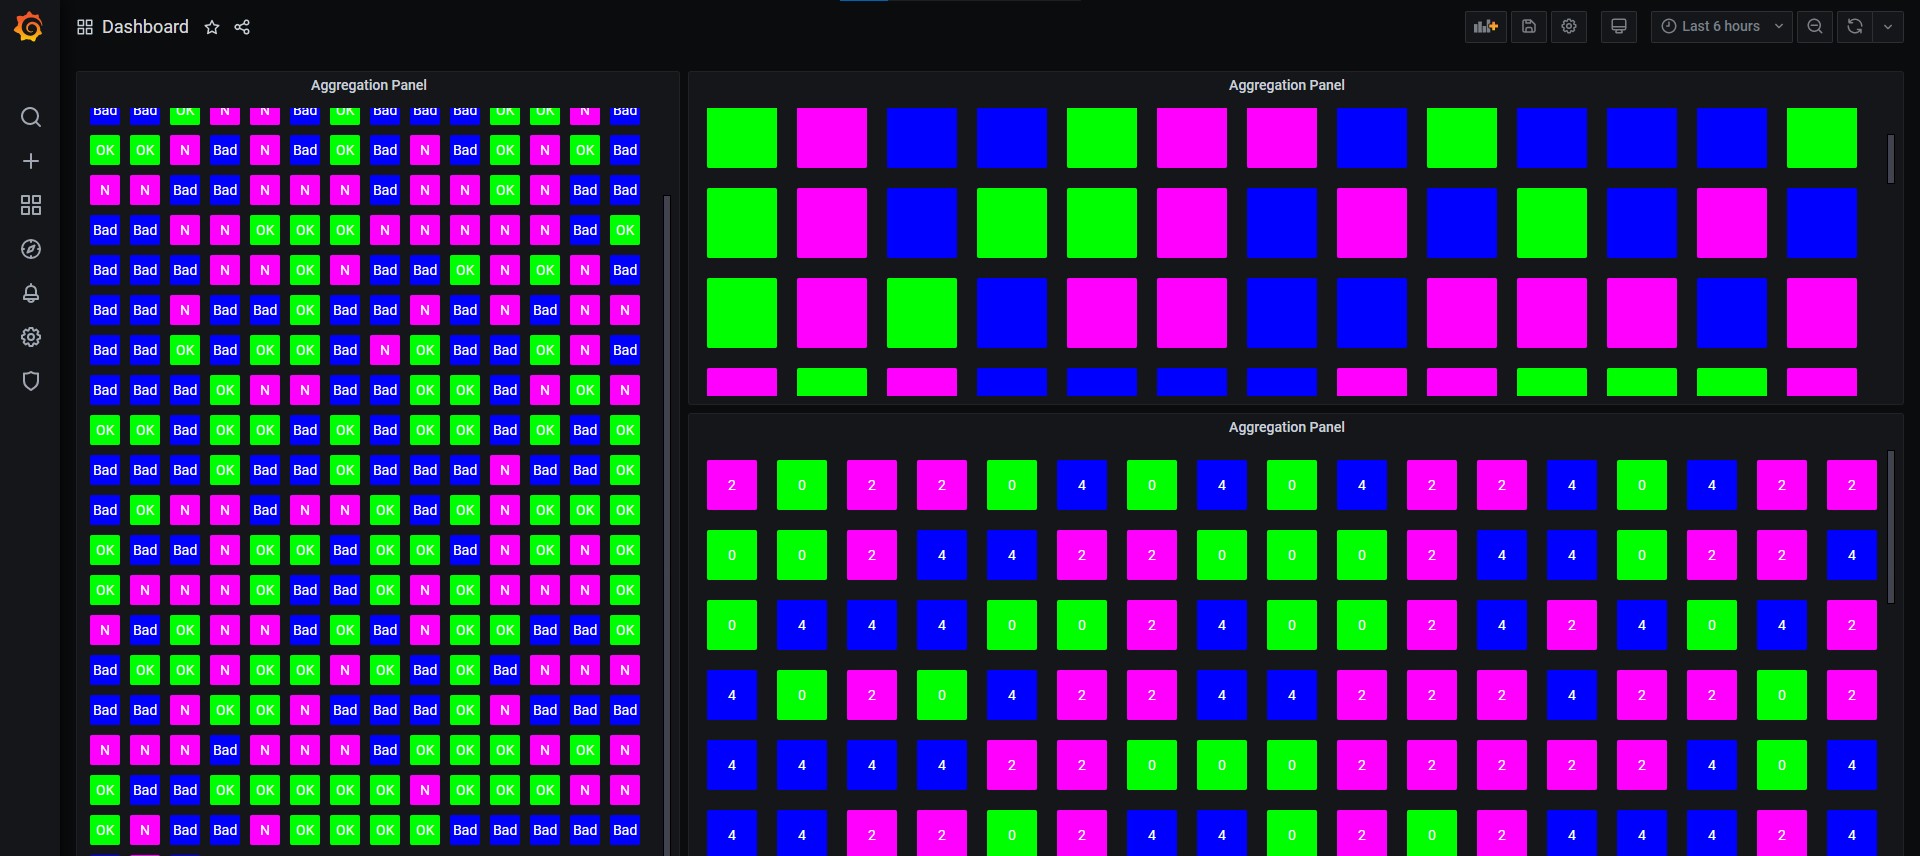 Dashboard
Last 6 hours
Aggregation Panel
Bad Bad OK N N Bad OK Bad Bad Bad OK OK N Bad
OK OK N Bad N Bad OK Bad N Bad OK N OK Bad
N N Bad Bad N N N Bad N N OK N Bad Bad
Bad Bad N N OK OK OK N N N N N Bad OK
Bad Bad Bad N N OK N Bad Bad OK N OK N Bad
Bad Bad N Bad Bad OK Bad Bad N Bad N Bad N N
Bad Bad OK Bad OK OK Bad N OK Bad Bad OK N Bad
Bad Bad Bad OK N N Bad Bad OK OK Bad N OK N
OK OK Bad OK OK Bad OK Bad OK OK Bad OK Bad OK
Bad Bad Bad OK Bad Bad OK Bad Bad Bad N Bad Bad OK
Bad OK N N Bad N N OK Bad OK N OK OK OK
OK Bad Bad N OK OK Bad OK OK Bad N OK N OK
OK N N N OK Bad Bad OK N OK N N N OK
N Bad OK N N Bad OK Bad N OK OK Bad Bad OK
Bad OK OK N OK OK N OK Bad OK Bad N N N
Bad Bad N OK OK N Bad Bad Bad OK N Bad Bad Bad
N N N Bad N N N Bad OK OK OK N OK N
OK Bad Bad OK OK OK OK OK N OK OK OK N N
OK N Bad Bad N OK OK OK OK Bad Bad Bad Bad Bad
Aggregation Panel
Aggregation Panel
2 0 2 2 0 4 0 4 0 4 2 2 4 0 4 2 2
0 0 2 4 4 2 2 0 0 0 2 4 4 0 2 2 4
0 4 4 4 0 0 2 4 0 0 2 4 2 4 0 4 2
4 0 2 0 4 2 2 4 4 2 2 2 4 2 2 0 2
4 4 4 4 2 2 0 0 0 2 2 2 2 2 4 0 4
4 4 2 2 0 2 4 4 0 2 0 2 4 4 4 2 4